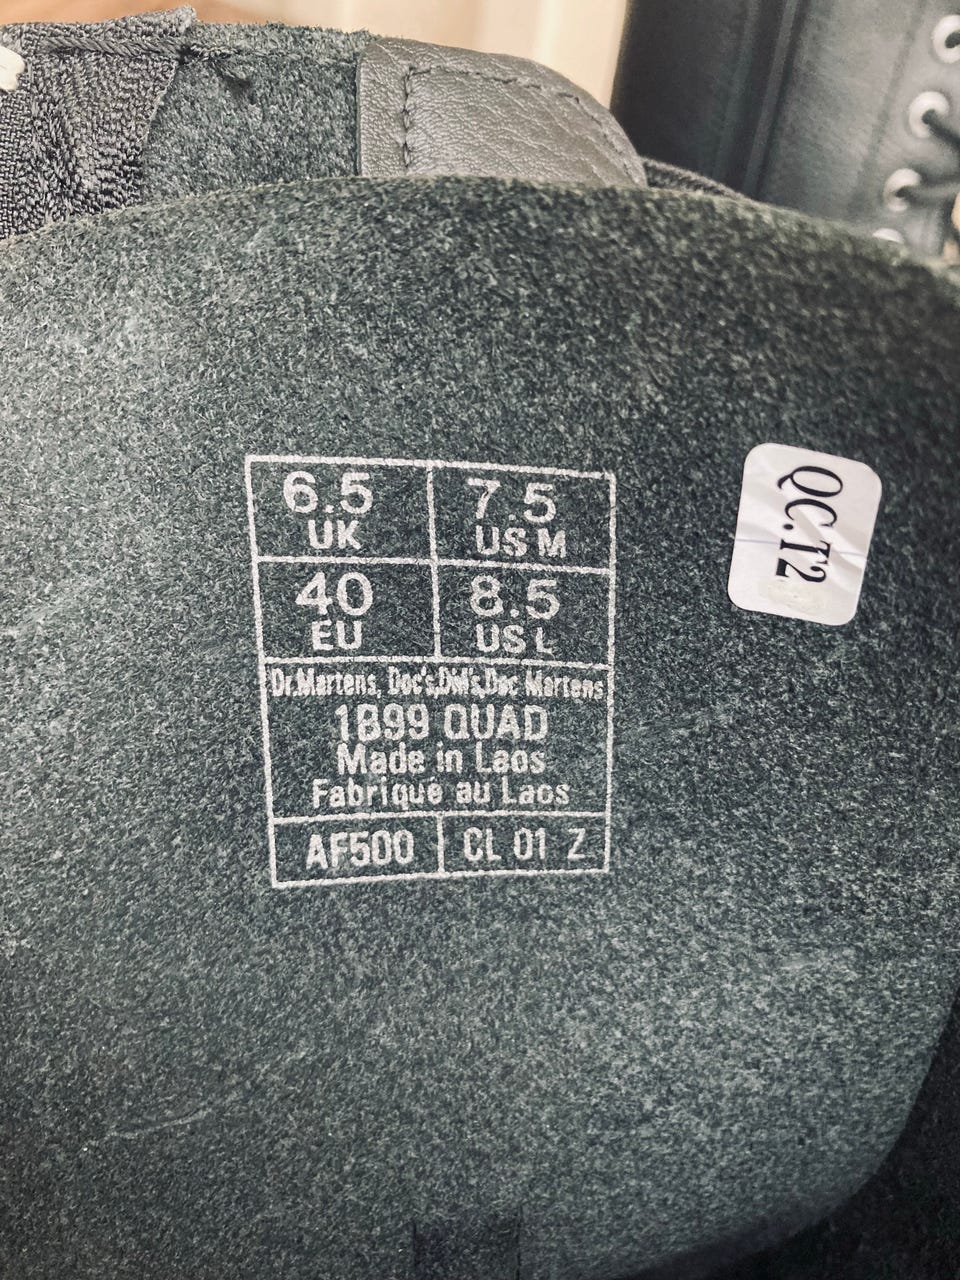 6.5 7.5
UK US M
40 8.5
EU US L
Dr.Martens, Doc's,DM's,Doc Martens
1B99 QUAD
Made in Laos
Fabriqué au Laos
AF500 CL 01 Z
QC.T2